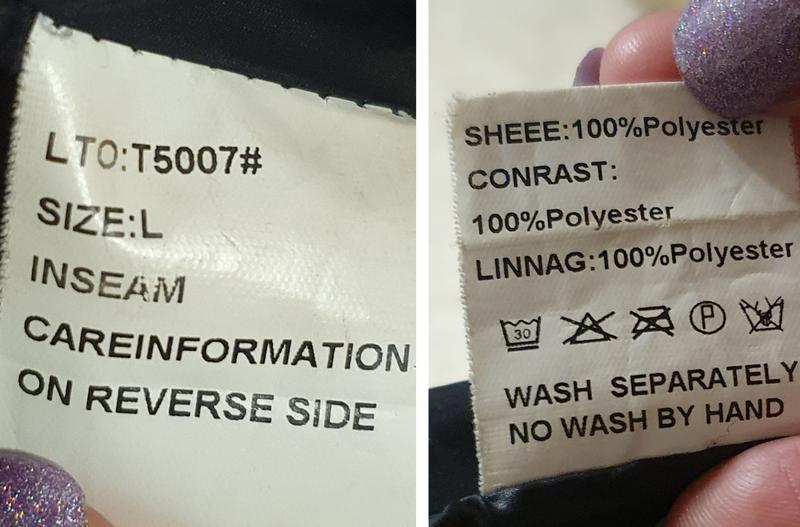 LTO:T5007#
SIZE:L
INSEAM
CAREINFORMATION
ON REVERSE SIDE
SHEEE:100%Polyester
CONRAST:
100%Polyester
LINNAG:100%Polyester
30 P
WASH SEPARATELY
NO WASH BY HAND